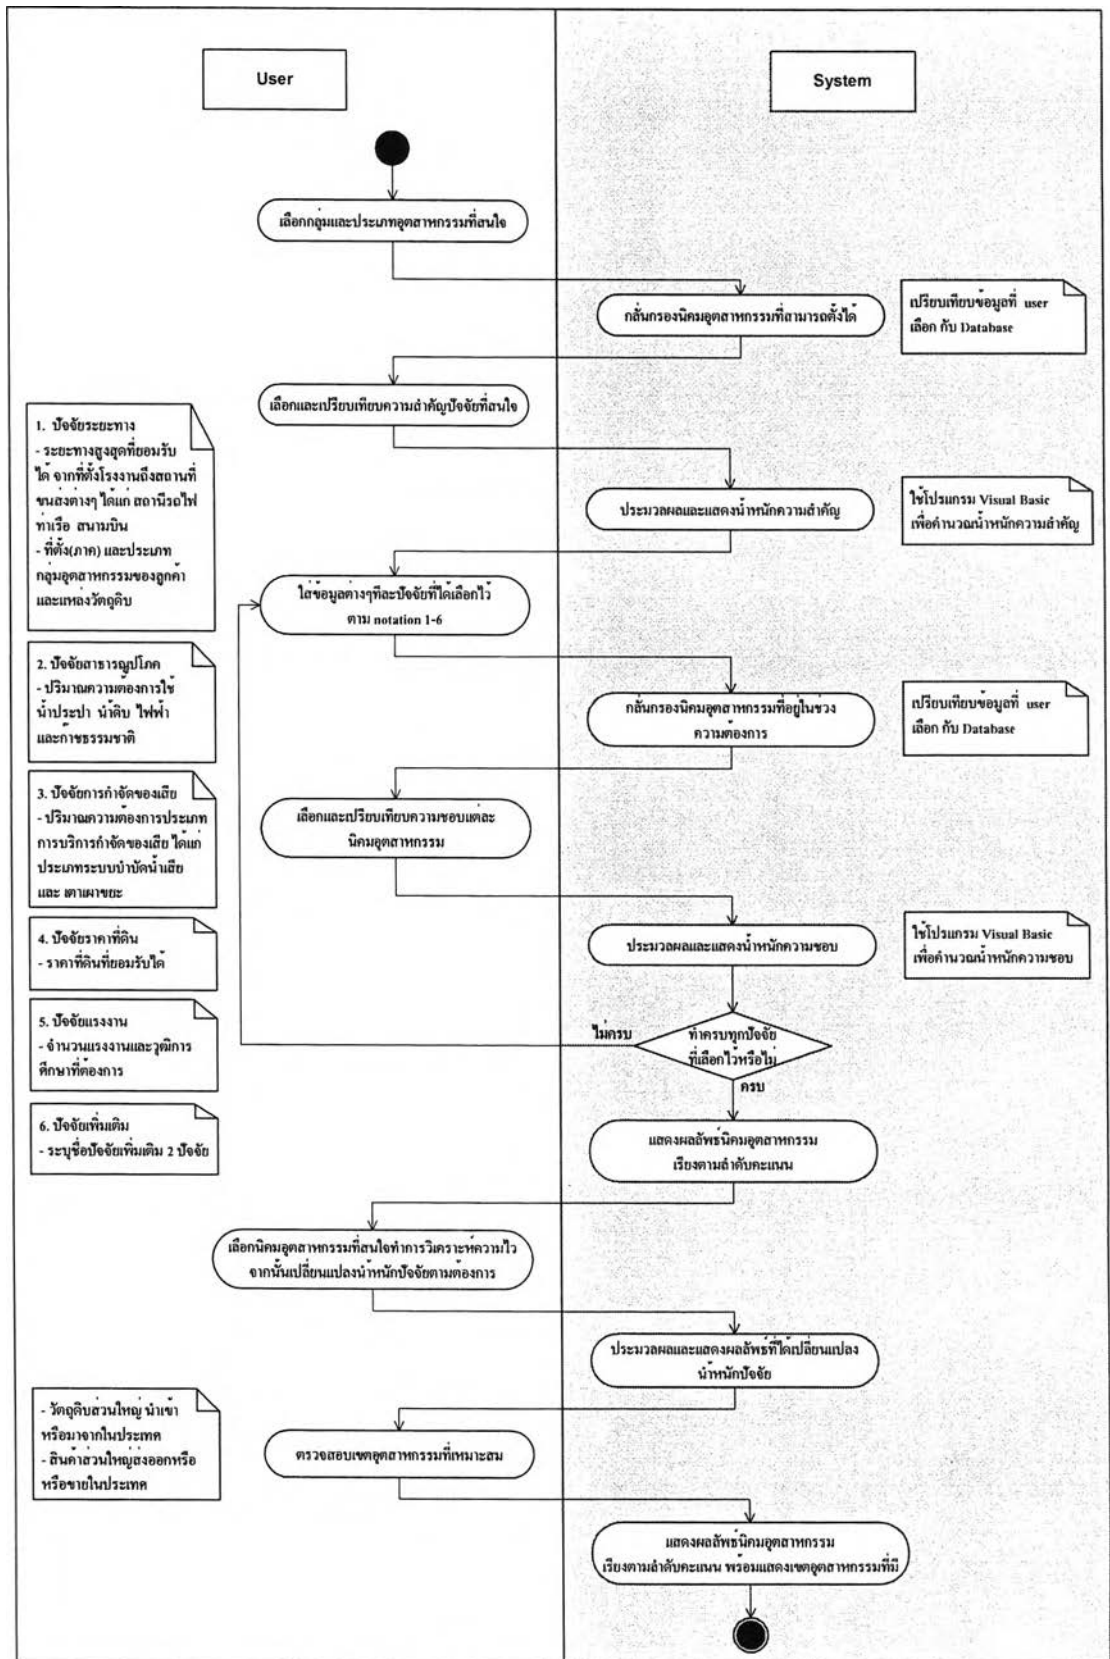 User
System
เลือกกลุ่มและประเภทอุตสาหกรรมที่สนใจ
กลั่นกรองนิคมอุตสาหกรรมที่สามารถตั้งได้
เปรียบเทียบข้อมูลที่ user
เลือก กับ Database
เลือกและเปรียบเทียบความสำคัญปัจจัยที่สนใจ
1. ปัจจัยระยะทาง
- ระยะทางสูงสุดที่ยอมรับ
ได้ จากที่ตั้งโรงงานถึงสถานที่
ขนส่งต่างๆ ได้แก่ สถานีรถไฟ
ท่าเรือ สนามบิน
- ที่ตั้ง(ภาค) และประเภท
กลุ่มอุตสาหกรรมของลูกค้า
และแหล่งวัตถุดิบ
ประมวลผลและแสดงน้ำหนักความสำคัญ
ใช้โปรแกรม Visual Basic
เพื่อคำนวณน้ำหนักความสำคัญ
ใส่ข้อมูลต่างๆทีละปัจจัยที่ได้เลือกไว้
ตาม notation 1-6
2. ปัจจัยสาธารณูปโภค
- ปริมาณความต้องการใช้
น้ำประปา น้ำดิบ ไฟฟ้า
และก๊าซธรรมชาติ
กลั่นกรองนิคมอุตสาหกรรมที่อยู่ในช่วง
ความต้องการ
เปรียบเทียบข้อมูลที่ user
เลือก กับ Database
3. ปัจจัยการกำจัดของเสีย
- ปริมาณความต้องการประเภท
การบริการกำจัดของเสีย ได้แก่
ประเภทระบบบำบัดน้ำเสีย
และ เตาเผาขยะ
เลือกและเปรียบเทียบความชอบแต่ละ
นิคมอุตสาหกรรม
4. ปัจจัยราคาที่ดิน
- ราคาที่ดินที่ยอมรับได้
ประมวลผลและแสดงน้ำหนักความชอบ
ใช้โปรแกรม Visual Basic
เพื่อคำนวณน้ำหนักความชอบ
5. ปัจจัยแรงงาน
- จำนวนแรงงานและวุฒิการ
ศึกษาที่ต้องการ
ไม่ครบ
ทำครบทุกปัจจัย
ที่เลือกไว้หรือไม่
ครบ
6. ปัจจัยเพิ่มเติม
- ระบุชื่อปัจจัยเพิ่มเติม 2 ปัจจัย
แสดงผลลัพธ์นิคมอุตสาหกรรม
เรียงตามลำดับคะแนน
เลือกนิคมอุตสาหกรรมที่สนใจทำการวิเคราะห์ความไว
จากนั้นเปลี่ยนแปลงน้ำหนักปัจจัยตามต้องการ
ประมวลผลและแสดงผลลัพธ์ที่ได้เปลี่ยนแปลง
น้ำหนักปัจจัย
- วัตถุดิบส่วนใหญ่ นำเข้า
หรือมาจากในประเทศ
- สินค้าส่วนใหญ่ส่งออกหรือ
หรือขายในประเทศ
ตรวจสอบเขตอุตสาหกรรมที่เหมาะสม
แสดงผลลัพธ์นิคมอุตสาหกรรม
เรียงตามลำดับคะแนน พร้อมแสดงเขตอุตสาหกรรมที่มี